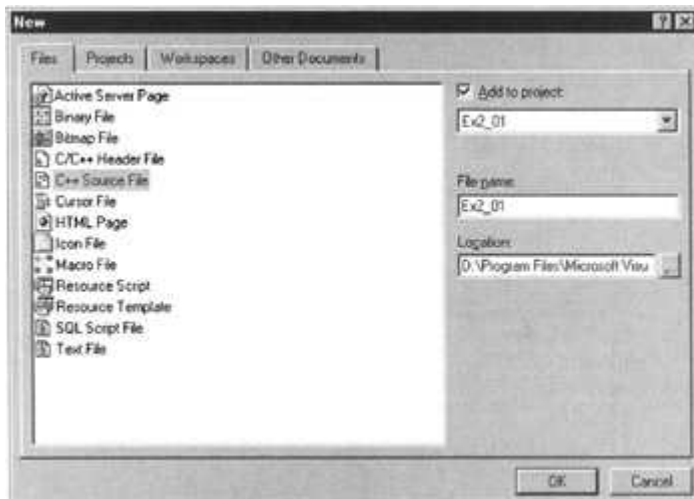 New
Files
Projects
Workspaces
Other Documents
Active Server Page
Binary File
Bitmap File
C/C++ Header File
C++ Source File
Cursor File
HTML Page
Icon File
Macro File
Resource Script
Resource Template
SQL Script File
Text File
Add to project:
Ex2_01
File name:
Ex2_01
Location:
D:\Program Files\Microsoft Visu
...
OK
Cancel